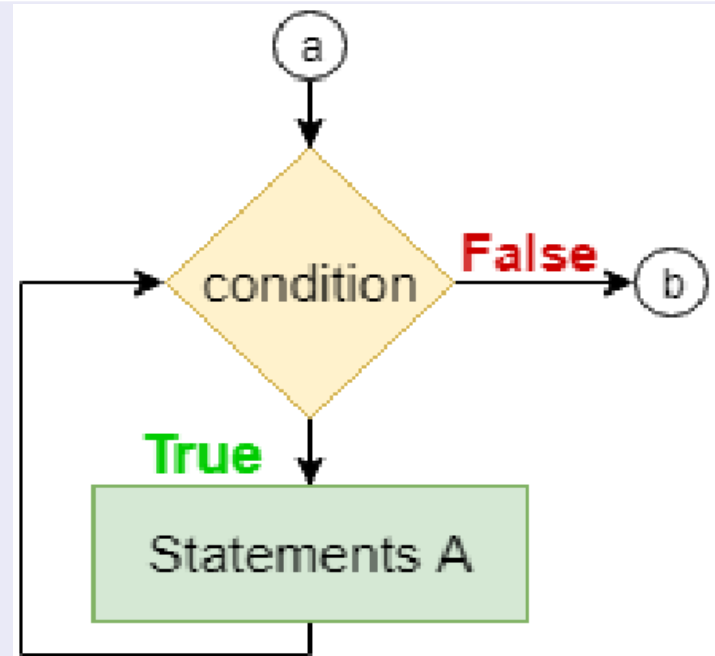 a
condition
False
b
True
Statements A